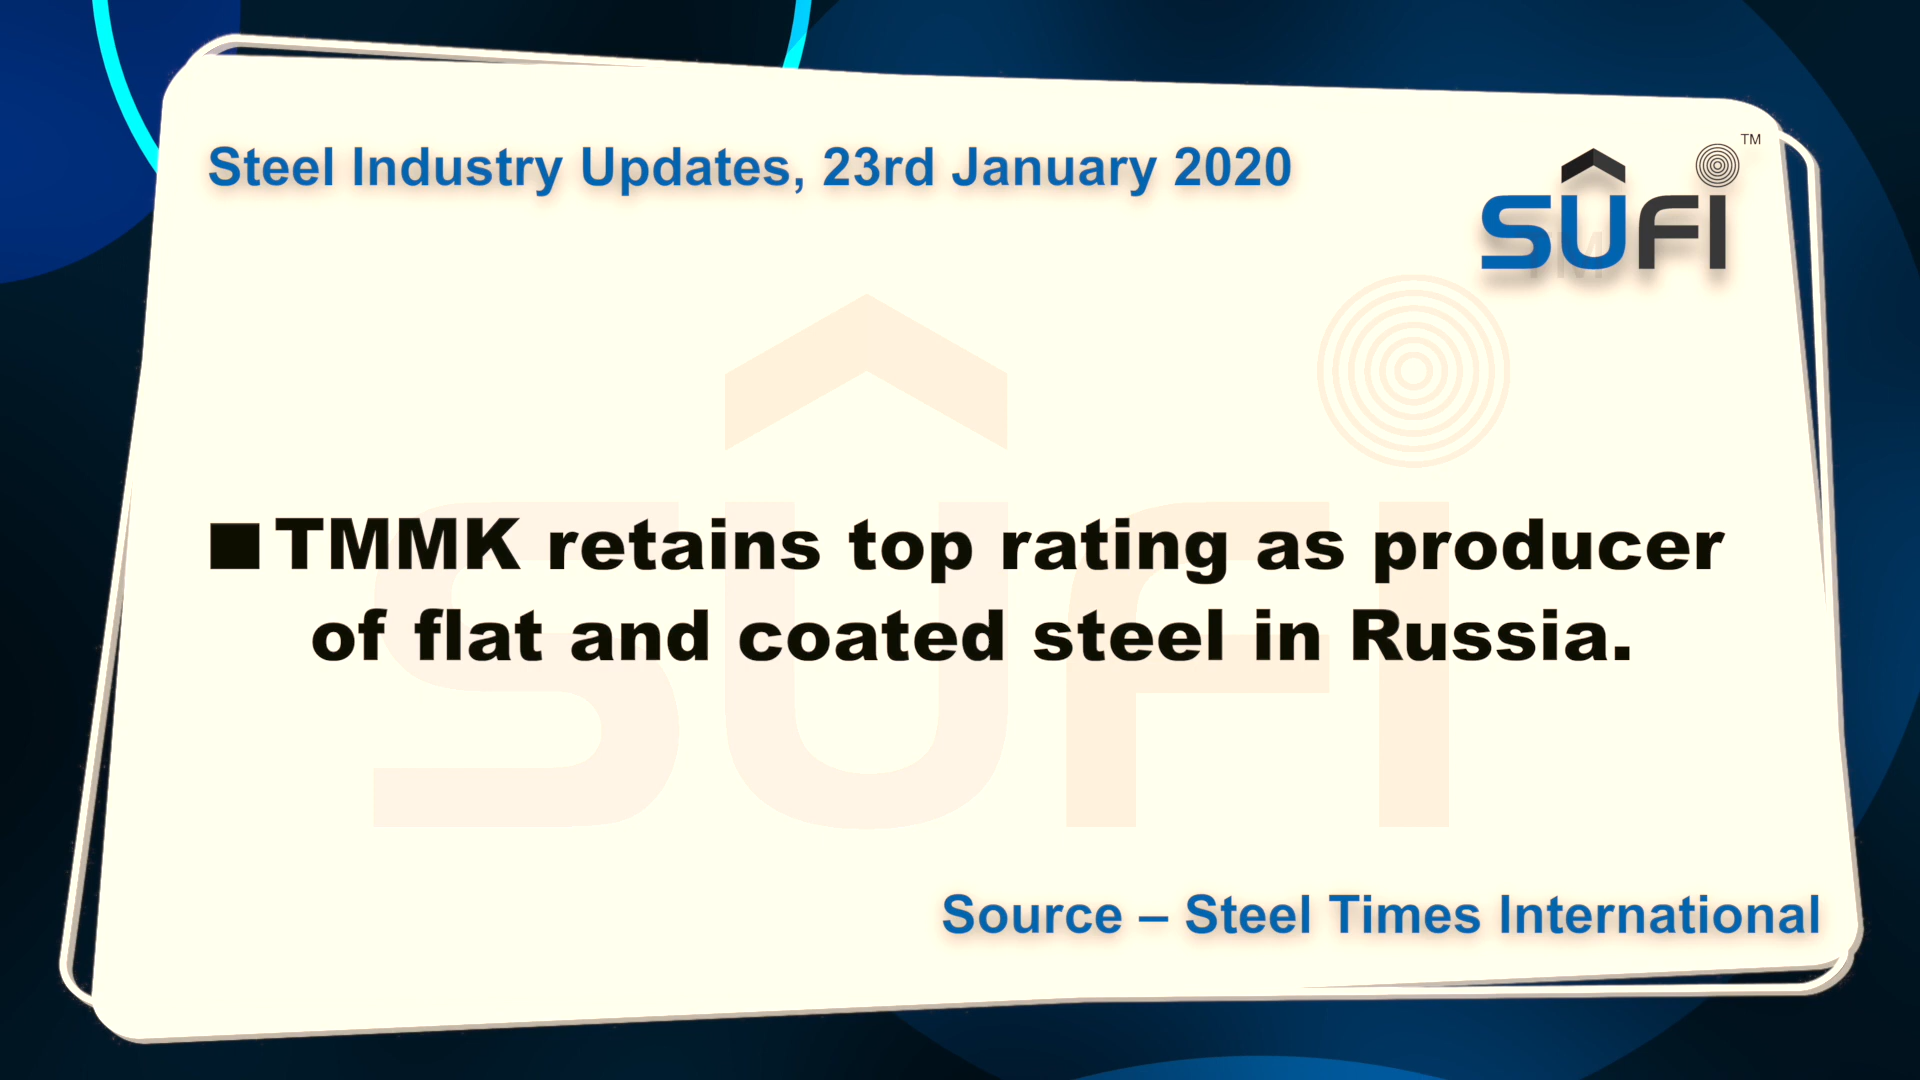 Steel Industry Updates, 23rd January 2020
SÛFI TM
■ TMMK retains top rating as producer
of flat and coated steel in Russia.
Source – Steel Times International